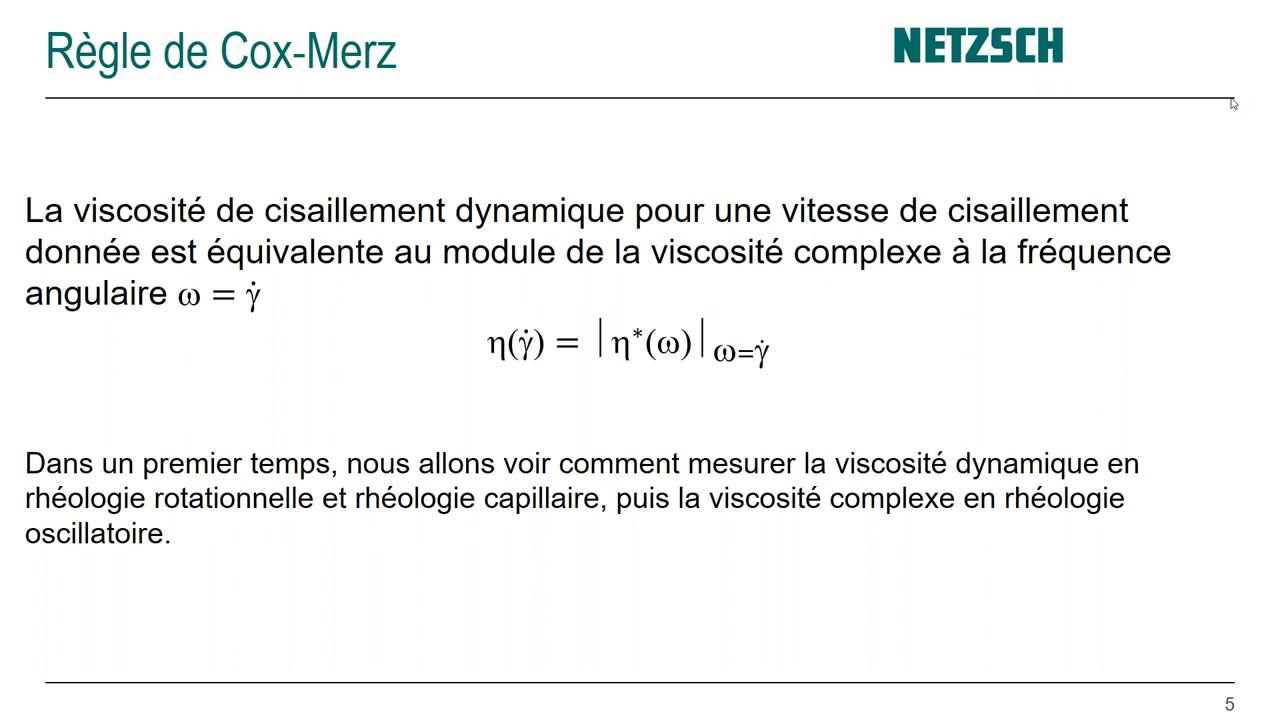 Règle de Cox-Merz
NETZSCH
La viscosité de cisaillement dynamique pour une vitesse de cisaillement
donnée est équivalente au module de la viscosité complexe à la fréquence
angulaire ω = γ̇
η(γ̇) = |η*(ω)|ω=γ̇
Dans un premier temps, nous allons voir comment mesurer la viscosité dynamique en
rhéologie rotationnelle et rhéologie capillaire, puis la viscosité complexe en rhéologie
oscillatoire.
5